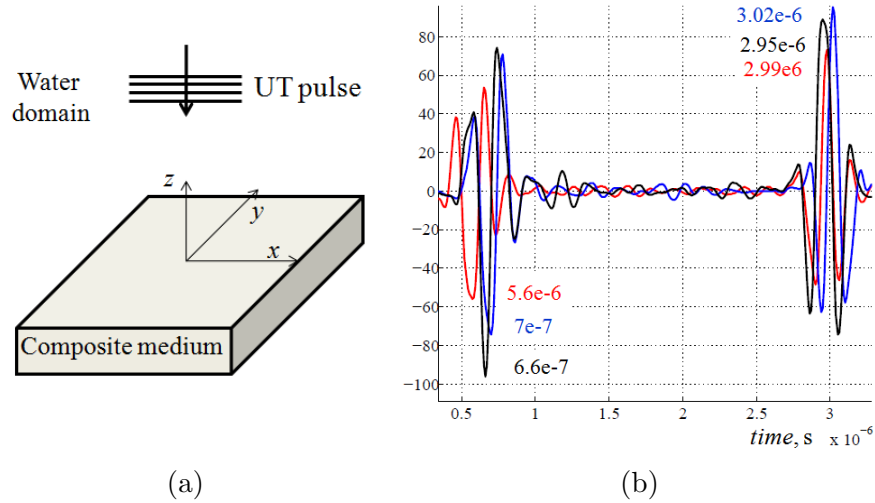 Water
domain
UT pulse
z
y
x
Composite medium
(a)
3.02e-6
2.95e-6
2.99e6
80
60
40
20
0
−20
−40
−60
−80
−100
5.6e-6
7e-7
6.6e-7
0.5
1
1.5
2
2.5
3
time, s x 10⁻⁶
(b)